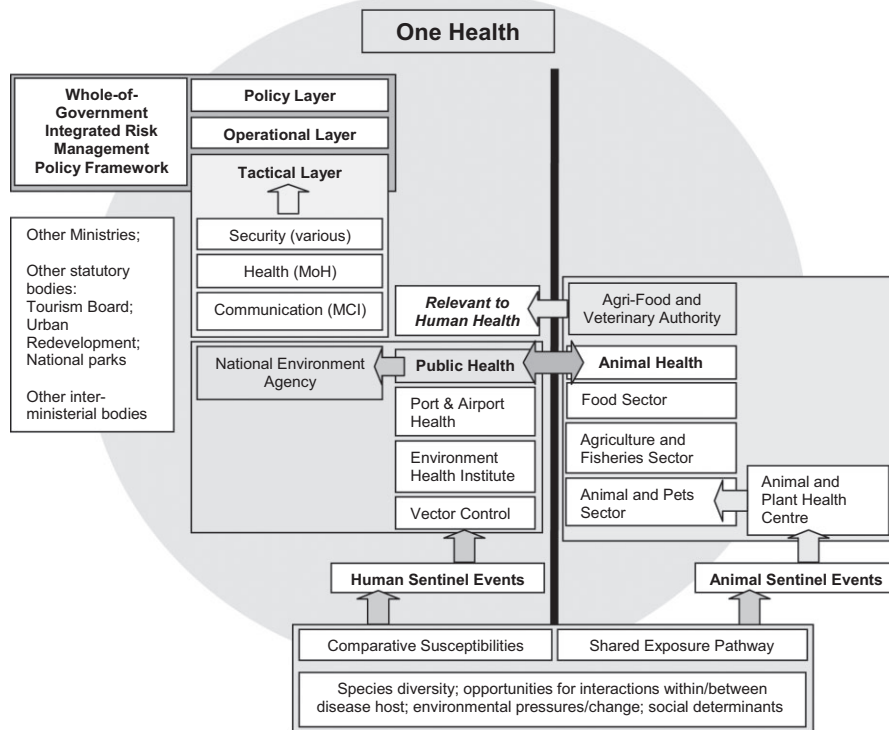 One Health
Whole-of-
Government
Integrated Risk
Management
Policy Framework
Policy Layer
Operational Layer
Tactical Layer
Security (various)
Health (MoH)
Communication (MCI)
Other Ministries;
Other statutory
bodies:
Tourism Board;
Urban
Redevelopment;
National parks
Other inter-
ministerial bodies
Relevant to
Human Health
Agri-Food and
Veterinary Authority
National Environment
Agency
Public Health
Animal Health
Port & Airport
Health
Environment
Health Institute
Vector Control
Food Sector
Agriculture and
Fisheries Sector
Animal and Pets
Sector
Animal and
Plant Health
Centre
Human Sentinel Events
Animal Sentinel Events
Comparative Susceptibilities
Shared Exposure Pathway
Species diversity; opportunities for interactions within/between
disease host; environmental pressures/change; social determinants